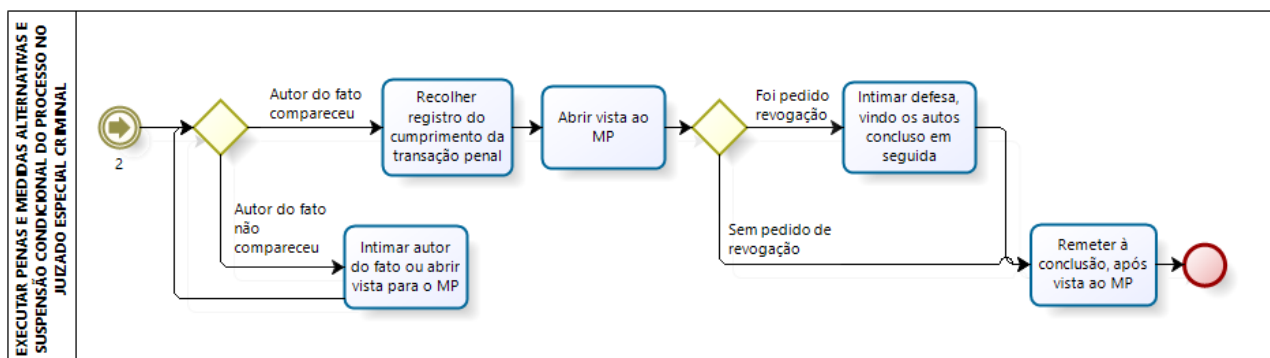 EXECUTAR PENAS E MEDIDAS ALTERNATIVAS E
SUSPENSÃO CONDICIONAL DO PROCESSO NO
JUIZADO ESPECIAL CRIMINAL
2
Autor do fato
compareceu
Recolher
registro do
cumprimento da
transação penal
Abrir vista ao
MP
Foi pedido
revogação
Intimar defesa,
vindo os autos
concluso em
seguida
Autor do fato
não
compareceu
Intimar autor
do fato ou abrir
vista para o MP
Sem pedido de
revogação
Remeter à
conclusão, após
vista ao MP